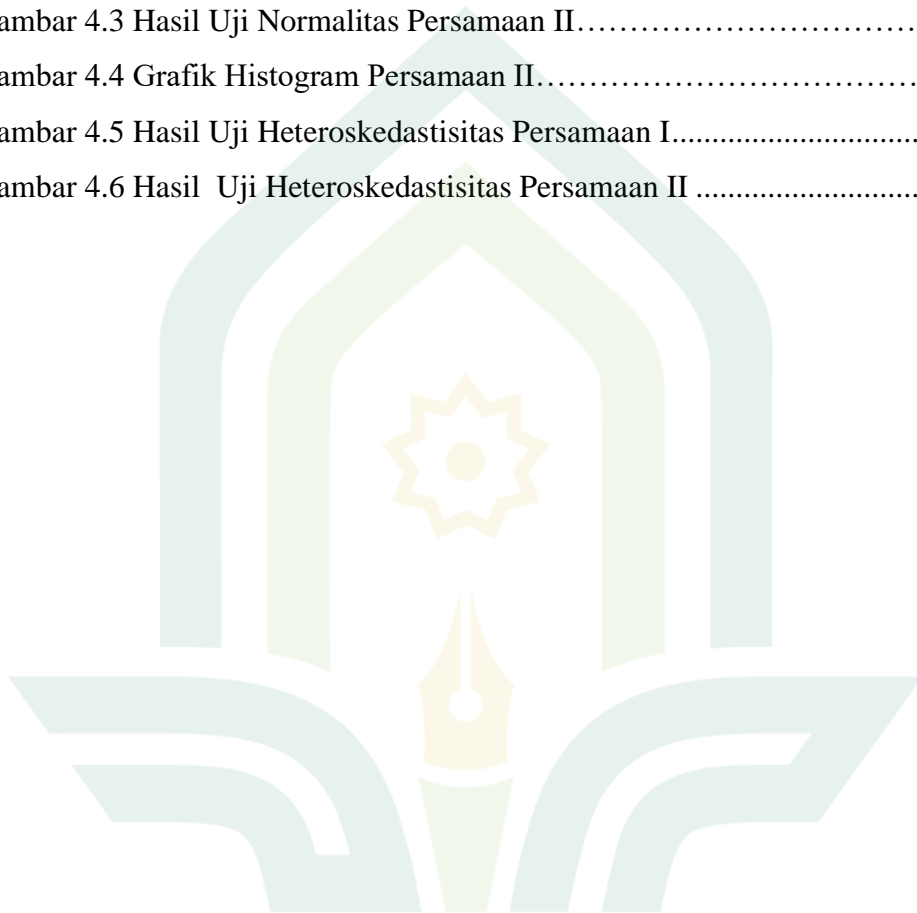 ambar 4.3 Hasil Uji Normalitas Persamaan II……………………………
ambar 4.4 Grafik Histogram Persamaan II………………………………
ambar 4.5 Hasil Uji Heteroskedastisitas Persamaan I..............................
ambar 4.6 Hasil  Uji Heteroskedastisitas Persamaan II ...........................